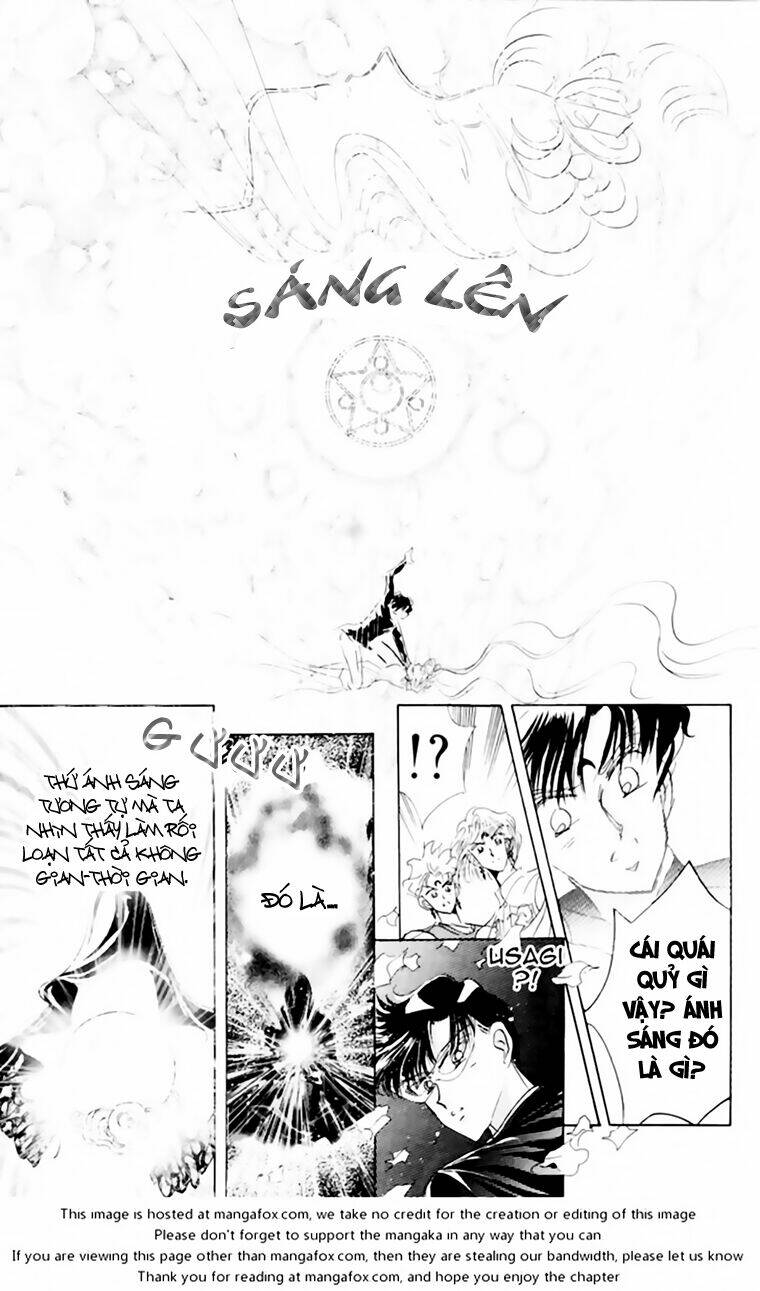 SÁNG LÊN
CÁI QUÁI
QUỶ GÌ
VẬY? ÁNH
SÁNG ĐÓ
LÀ GÌ?
!?
USAGI
?!
GƯƯƯ
ĐÓ LÀ...
THỨ ÁNH SÁNG
TƯƠNG TỰ MÀ TA
NHÌN THẤY LÀM RỐI
LOẠN TẤT CẢ KHÔNG
GIAN-THỜI GIAN.
This image is hosted at mangafox.com, we take no credit for the creation or editing of this image
Please don't forget to support the mangaka in any way that you can
If you are viewing this page other than mangafox.com, then they are stealing our bandwidth, please let us know
Thank you for reading at mangafox.com, and hope you enjoy the chapter